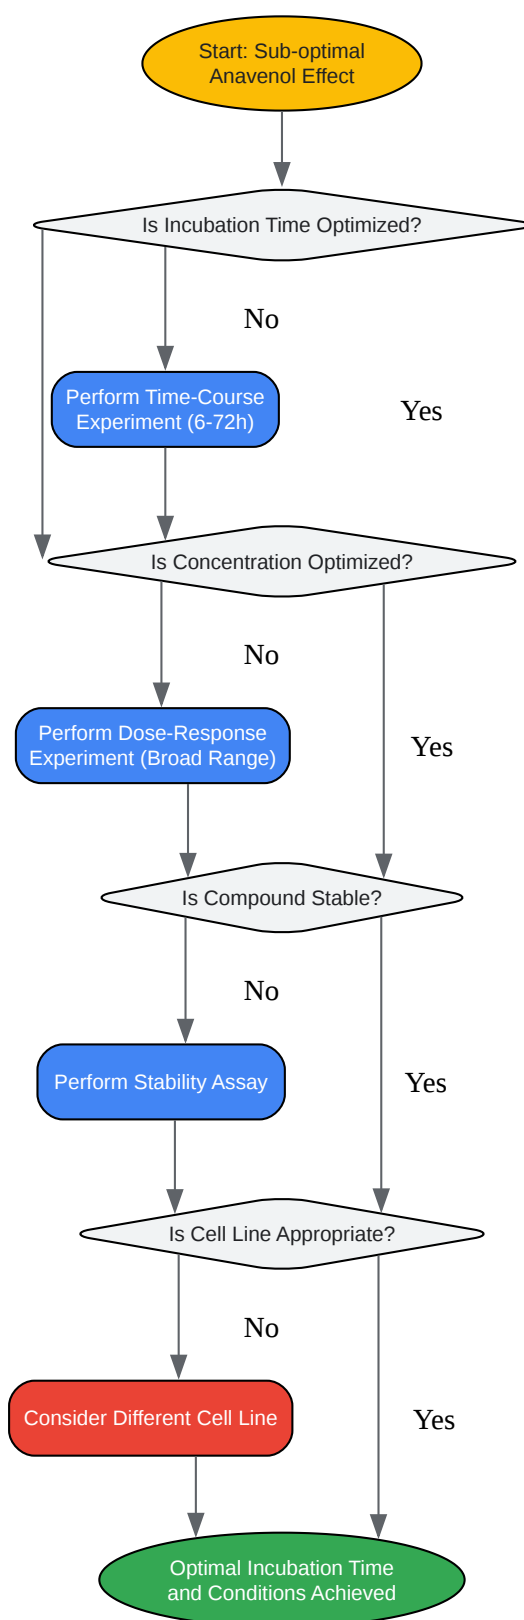 Start: Sub-optimal
Anavenol Effect
Is Incubation Time Optimized?
No
Perform Time-Course
Experiment (6-72h)
Yes
Is Concentration Optimized?
No
Perform Dose-Response
Experiment (Broad Range)
Yes
Is Compound Stable?
No
Perform Stability Assay
Yes
Is Cell Line Appropriate?
No
Consider Different Cell Line
Yes
Optimal Incubation Time
and Conditions Achieved